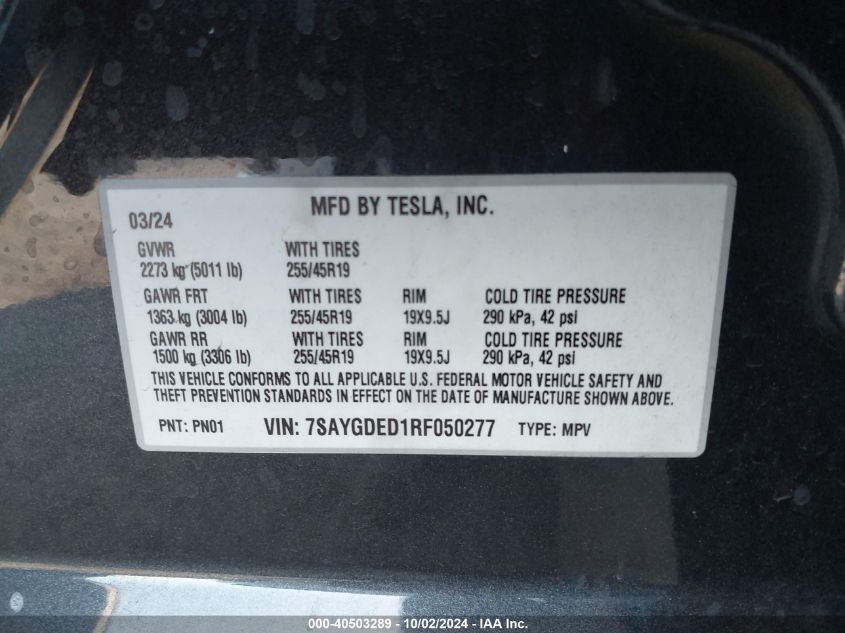 MFD BY TESLA, INC.
03/24
GVWR WITH TIRES
2273 kg (5011 lb) 255/45R19
GAWR FRT WITH TIRES RIM COLD TIRE PRESSURE
1363 kg (3004 lb) 255/45R19 19X9.5J 290 kPa, 42 psi
GAWR RR WITH TIRES RIM COLD TIRE PRESSURE
1500 kg (3306 lb) 255/45R19 19X9.5J 290 kPa, 42 psi
THIS VEHICLE CONFORMS TO ALL APPLICABLE U.S. FEDERAL MOTOR VEHICLE SAFETY AND
THEFT PREVENTION STANDARDS IN EFFECT ON THE DATE OF MANUFACTURE SHOWN ABOVE.
PNT: PN01 VIN: 7SAYGDED1RF050277 TYPE: MPV
000-40503289 - 10/02/2024 - IAA Inc.